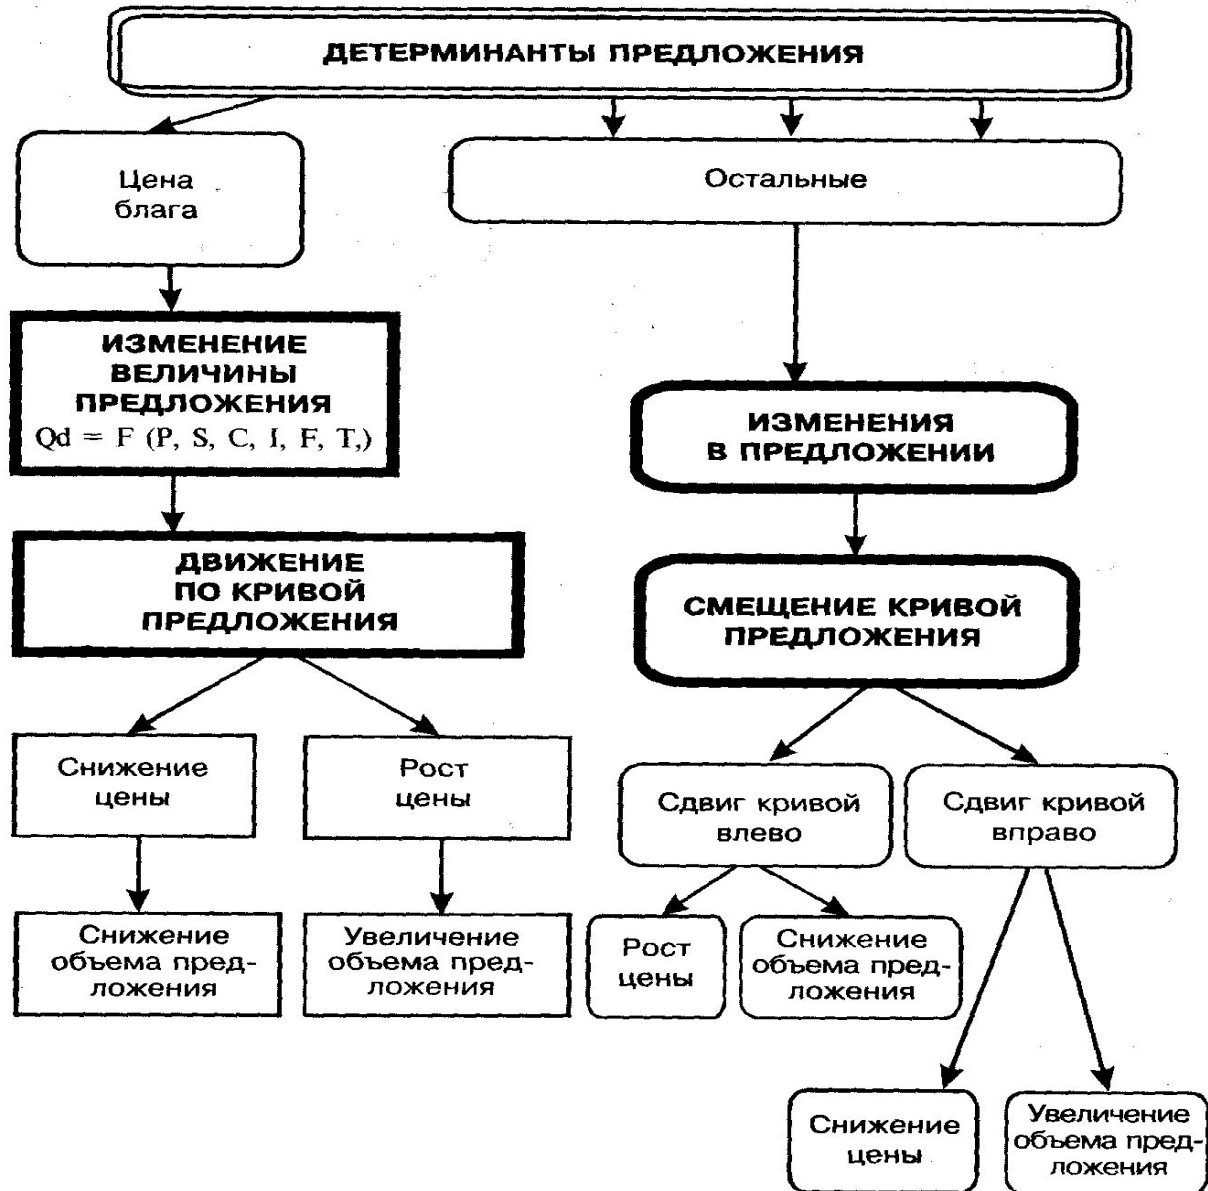 ДЕТЕРМИНАНТЫ ПРЕДЛОЖЕНИЯ
Цена
блага
Остальные
ИЗМЕНЕНИЕ
ВЕЛИЧИНЫ
ПРЕДЛОЖЕНИЯ
Qd = F (P, S, C, I, F, T,)
ИЗМЕНЕНИЯ
В ПРЕДЛОЖЕНИИ
ДВИЖЕНИЕ
ПО КРИВОЙ
ПРЕДЛОЖЕНИЯ
СМЕЩЕНИЕ КРИВОЙ
ПРЕДЛОЖЕНИЯ
Снижение
цены
Рост
цены
Сдвиг кривой
влево
Сдвиг кривой
вправо
Снижение
объема пред-
ложения
Увеличение
объема пред-
ложения
Рост
цены
Снижение
объема пред-
ложения
Снижение
цены
Увеличение
объема пред-
ложения